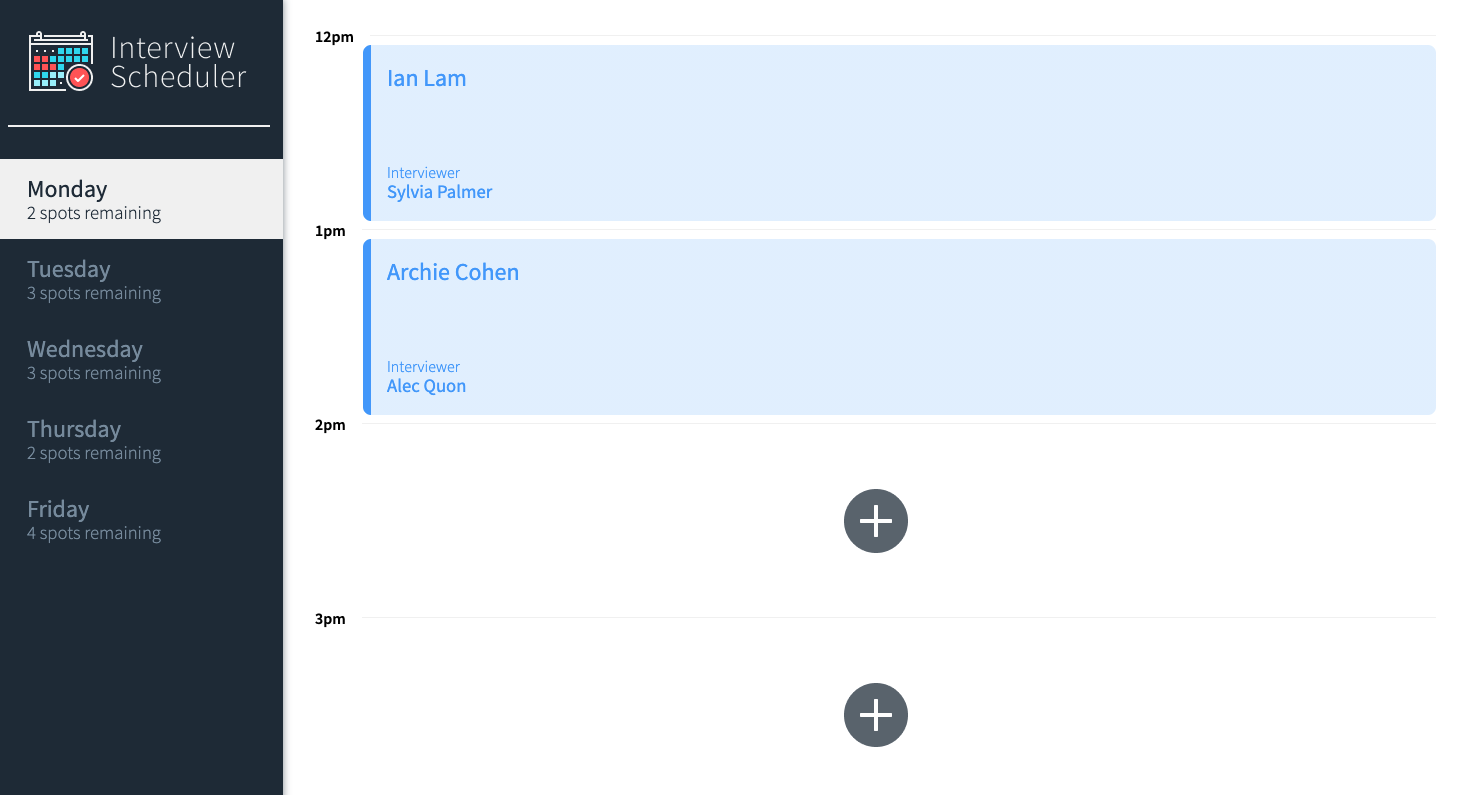 Interview
Scheduler
Monday
2 spots remaining
Tuesday
3 spots remaining
Wednesday
3 spots remaining
Thursday
2 spots remaining
Friday
4 spots remaining
12pm
Ian Lam
Interviewer
Sylvia Palmer
1pm
Archie Cohen
Interviewer
Alec Quon
2pm
3pm